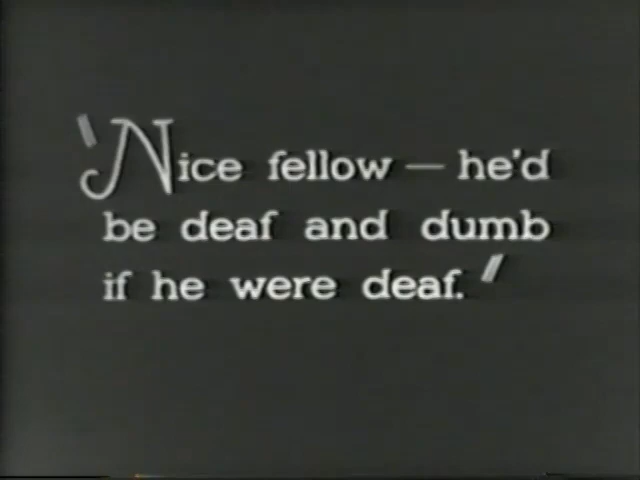 "Nice fellow — he'd
be deaf and dumb
if he were deaf."